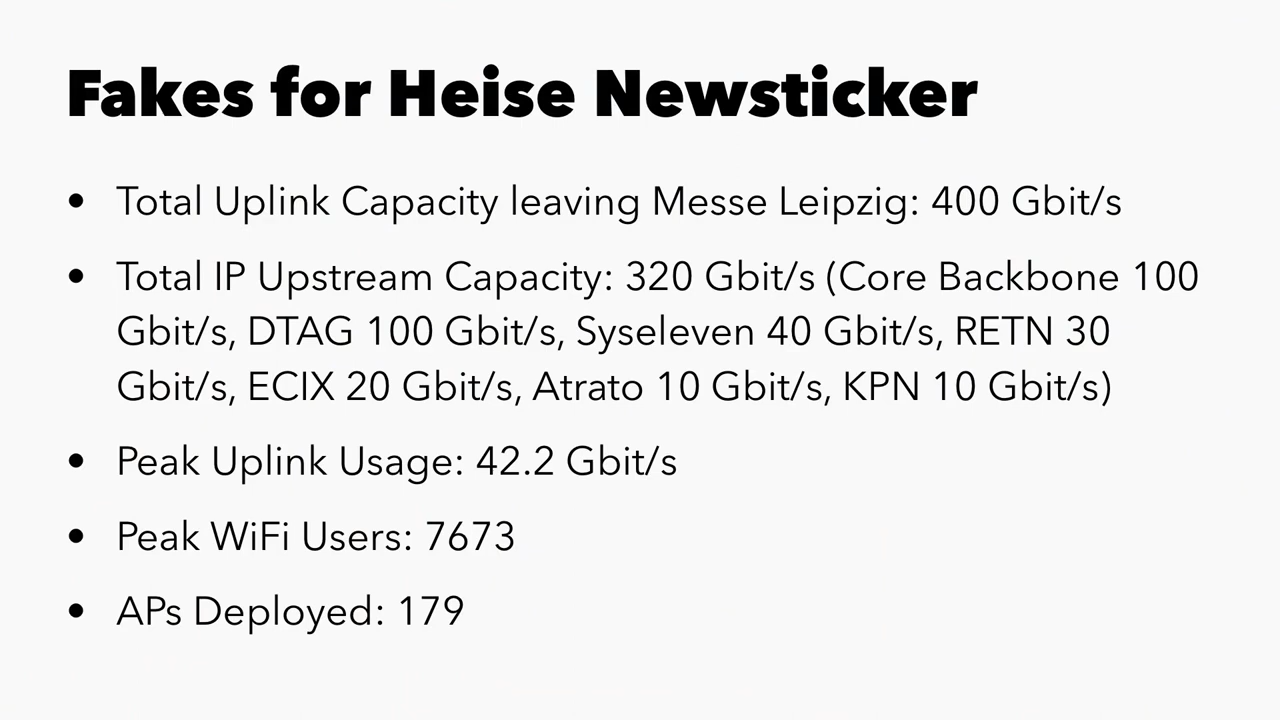 Fakes for Heise Newsticker
• Total Uplink Capacity leaving Messe Leipzig: 400 Gbit/s
• Total IP Upstream Capacity: 320 Gbit/s (Core Backbone 100
Gbit/s, DTAG 100 Gbit/s, Syseleven 40 Gbit/s, RETN 30
Gbit/s, ECIX 20 Gbit/s, Atrato 10 Gbit/s, KPN 10 Gbit/s)
• Peak Uplink Usage: 42.2 Gbit/s
• Peak WiFi Users: 7673
• APs Deployed: 179